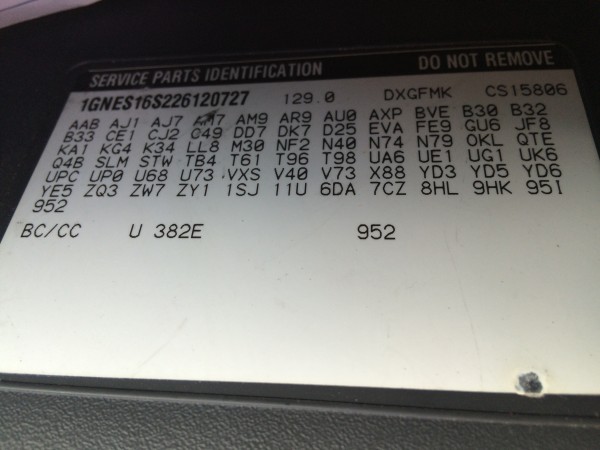 SERVICE PARTS IDENTIFICATION DO NOT REMOVE
1GNES16S226120727 129.0 DXGFMK CS15806
AAB AJ1 AJ7 AM9 AR9 AU0 AXP BVE B30 B32
B33 CE1 CJ2 C49 DD7 DK7 D25 EVA FE9 GU6 JF8
KA1 KG4 K34 LL8 M30 NF2 N40 N74 N79 OKL QTE
Q4B SLM STW TB4 T61 T96 T98 UA6 UE1 UG1 UK6
UPC UP0 U68 U73 VXS V40 V73 X88 YD3 YD5 YD6
YE5 ZQ3 ZW7 ZY1 1SJ 11U 6DA 7CZ 8HL 9HK 951
952
BC/CC U 382E 952